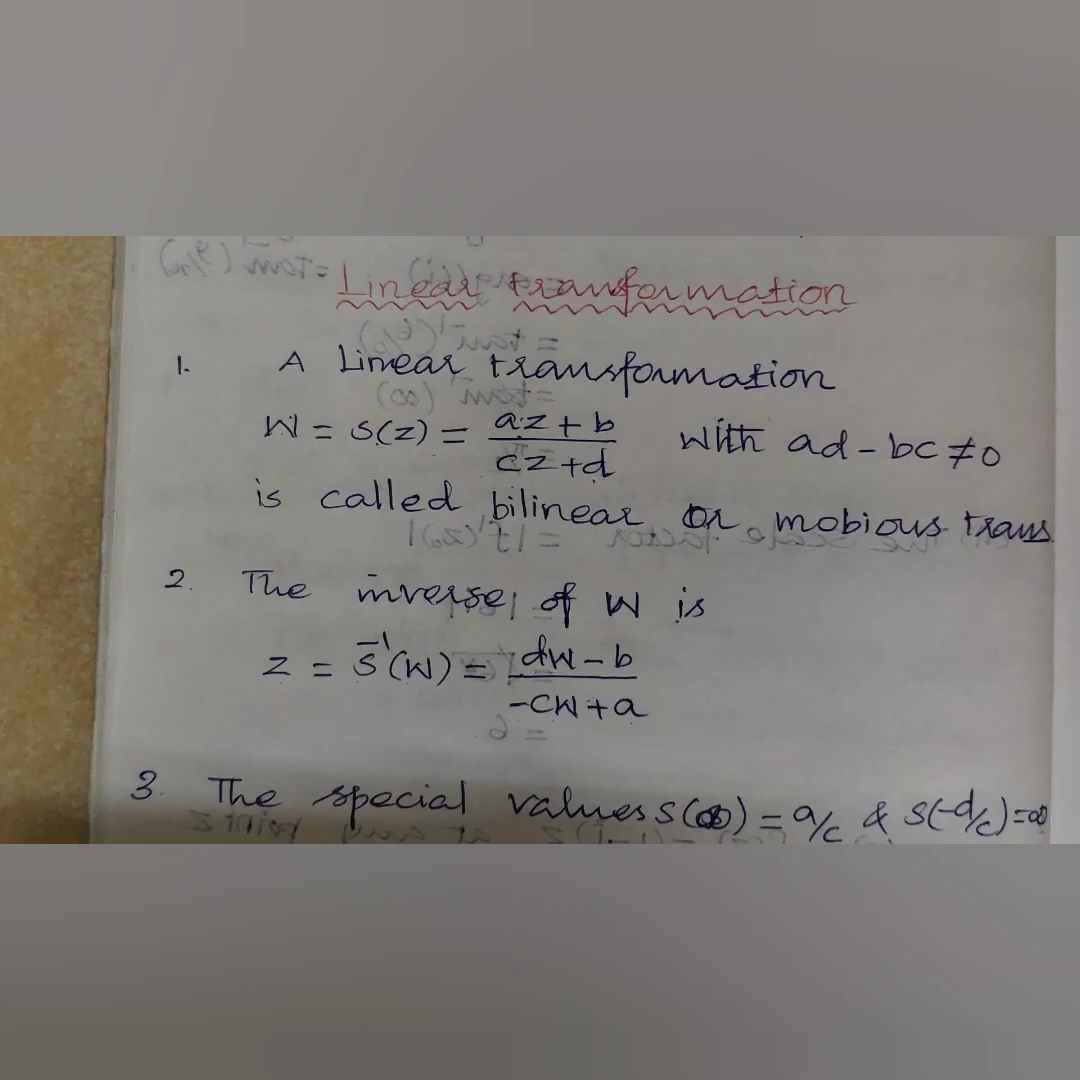 Linear transformation
1. A Linear transformation
W = S(z) = az + b / cz + d with ad - bc ≠ 0
is called bilinear or mobious trans
2. The inverse of W is
z = S⁻¹(W) = dW - b / -cW + a
3. The special values S(∞) = a/c & S(-d/c) = ∞